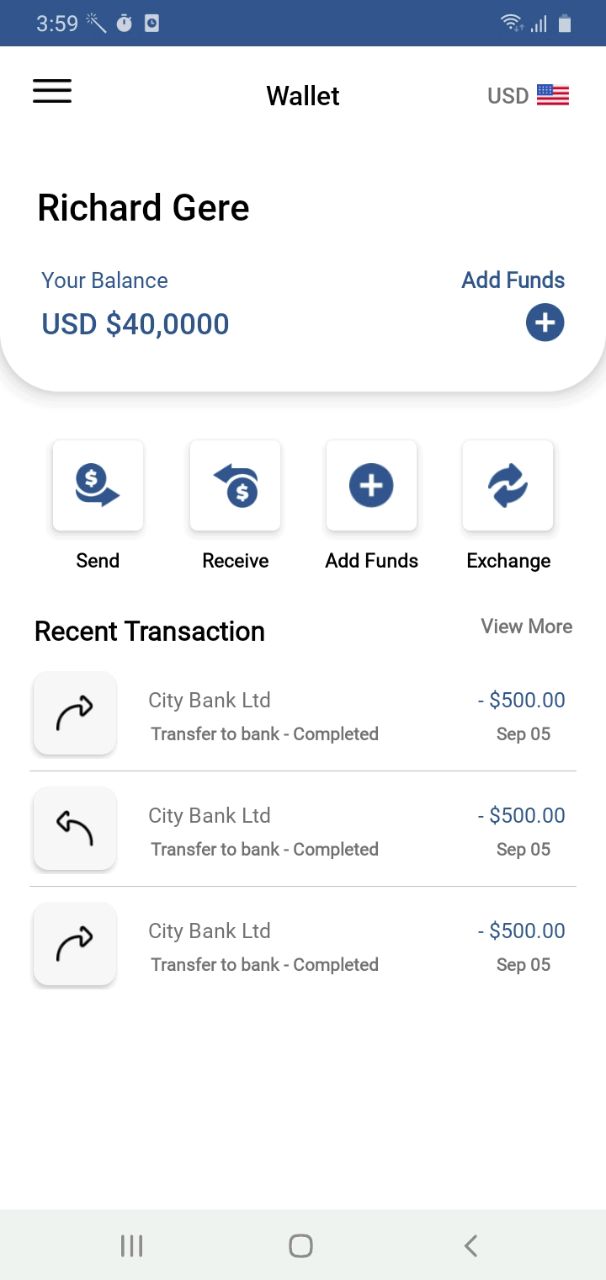 3:59
Wallet
USD
Richard Gere
Your Balance
Add Funds
USD $40,0000
Send
Receive
Add Funds
Exchange
Recent Transaction
View More
City Bank Ltd
- $500.00
Transfer to bank - Completed
Sep 05
City Bank Ltd
- $500.00
Transfer to bank - Completed
Sep 05
City Bank Ltd
- $500.00
Transfer to bank - Completed
Sep 05